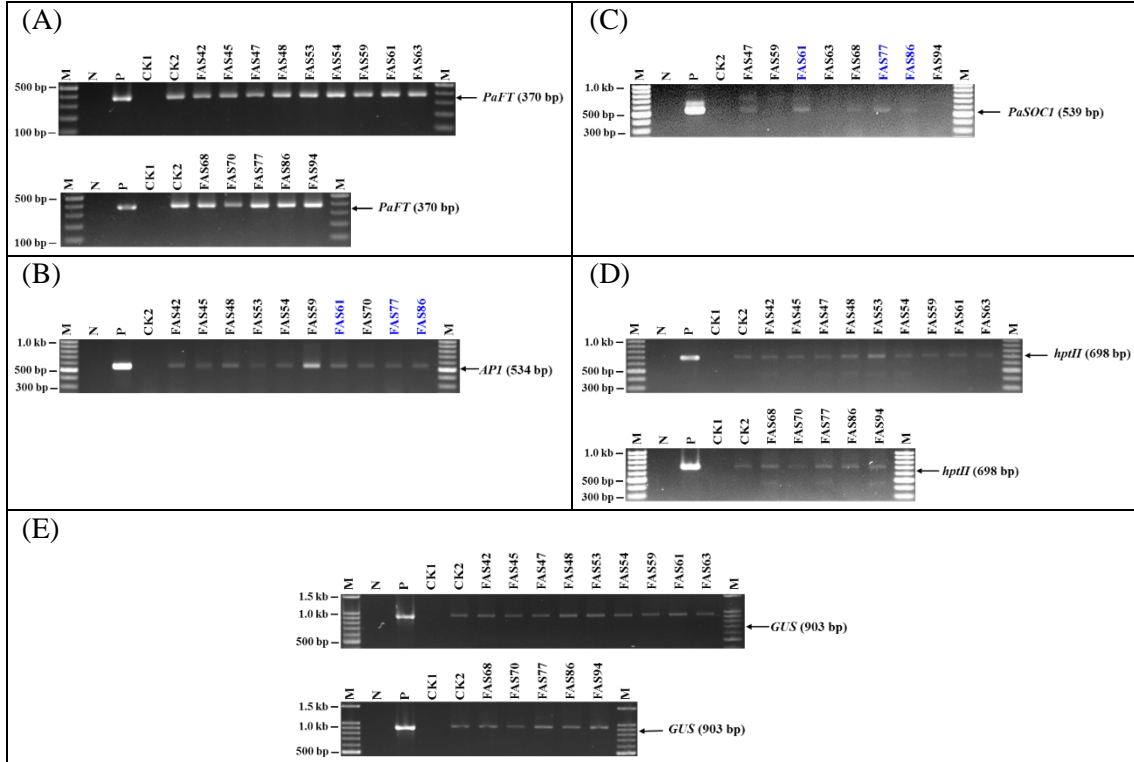 (A)
M N P CK1 CK2 FAS42 FAS45 FAS47 FAS48 FAS53 FAS54 FAS59 FAS61 FAS63 M
500 bp
PaFT (370 bp)
100 bp
M N P CK1 CK2 FAS68 FAS70 FAS77 FAS86 FAS94 M
500 bp
PaFT (370 bp)
100 bp
(C)
M N P CK2 FAS47 FAS59 FAS61 FAS63 FAS68 FAS77 FAS86 FAS94 M
1.0 kb
500 bp
PaSOC1 (539 bp)
300 bp
(B)
M N P CK2 FAS42 FAS45 FAS48 FAS53 FAS54 FAS59 FAS61 FAS70 FAS77 FAS86 M
1.0 kb
500 bp
AP1 (534 bp)
300 bp
(D)
M N P CK1 CK2 FAS42 FAS45 FAS47 FAS48 FAS53 FAS54 FAS59 FAS61 FAS63 M
1.0 kb
hptII (698 bp)
500 bp
300 bp
M N P CK1 CK2 FAS68 FAS70 FAS77 FAS86 FAS94 M
1.0 kb
hptII (698 bp)
500 bp
300 bp
(E)
M N P CK1 CK2 FAS42 FAS45 FAS47 FAS48 FAS53 FAS54 FAS59 FAS61 FAS63 M
1.5 kb
1.0 kb
GUS (903 bp)
500 bp
M N P CK1 CK2 FAS68 FAS70 FAS77 FAS86 FAS94 M
1.5 kb
1.0 kb
GUS (903 bp)
500 bp